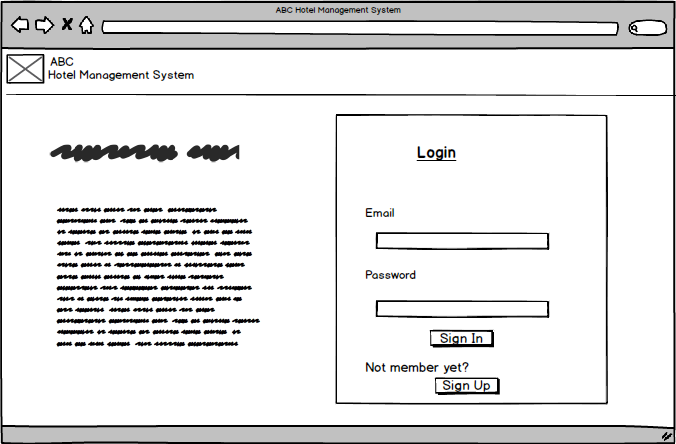 ABC Hotel Management System
X
ABC
Hotel Management System
Login
Email
Password
Sign In
Not member yet?
Sign Up